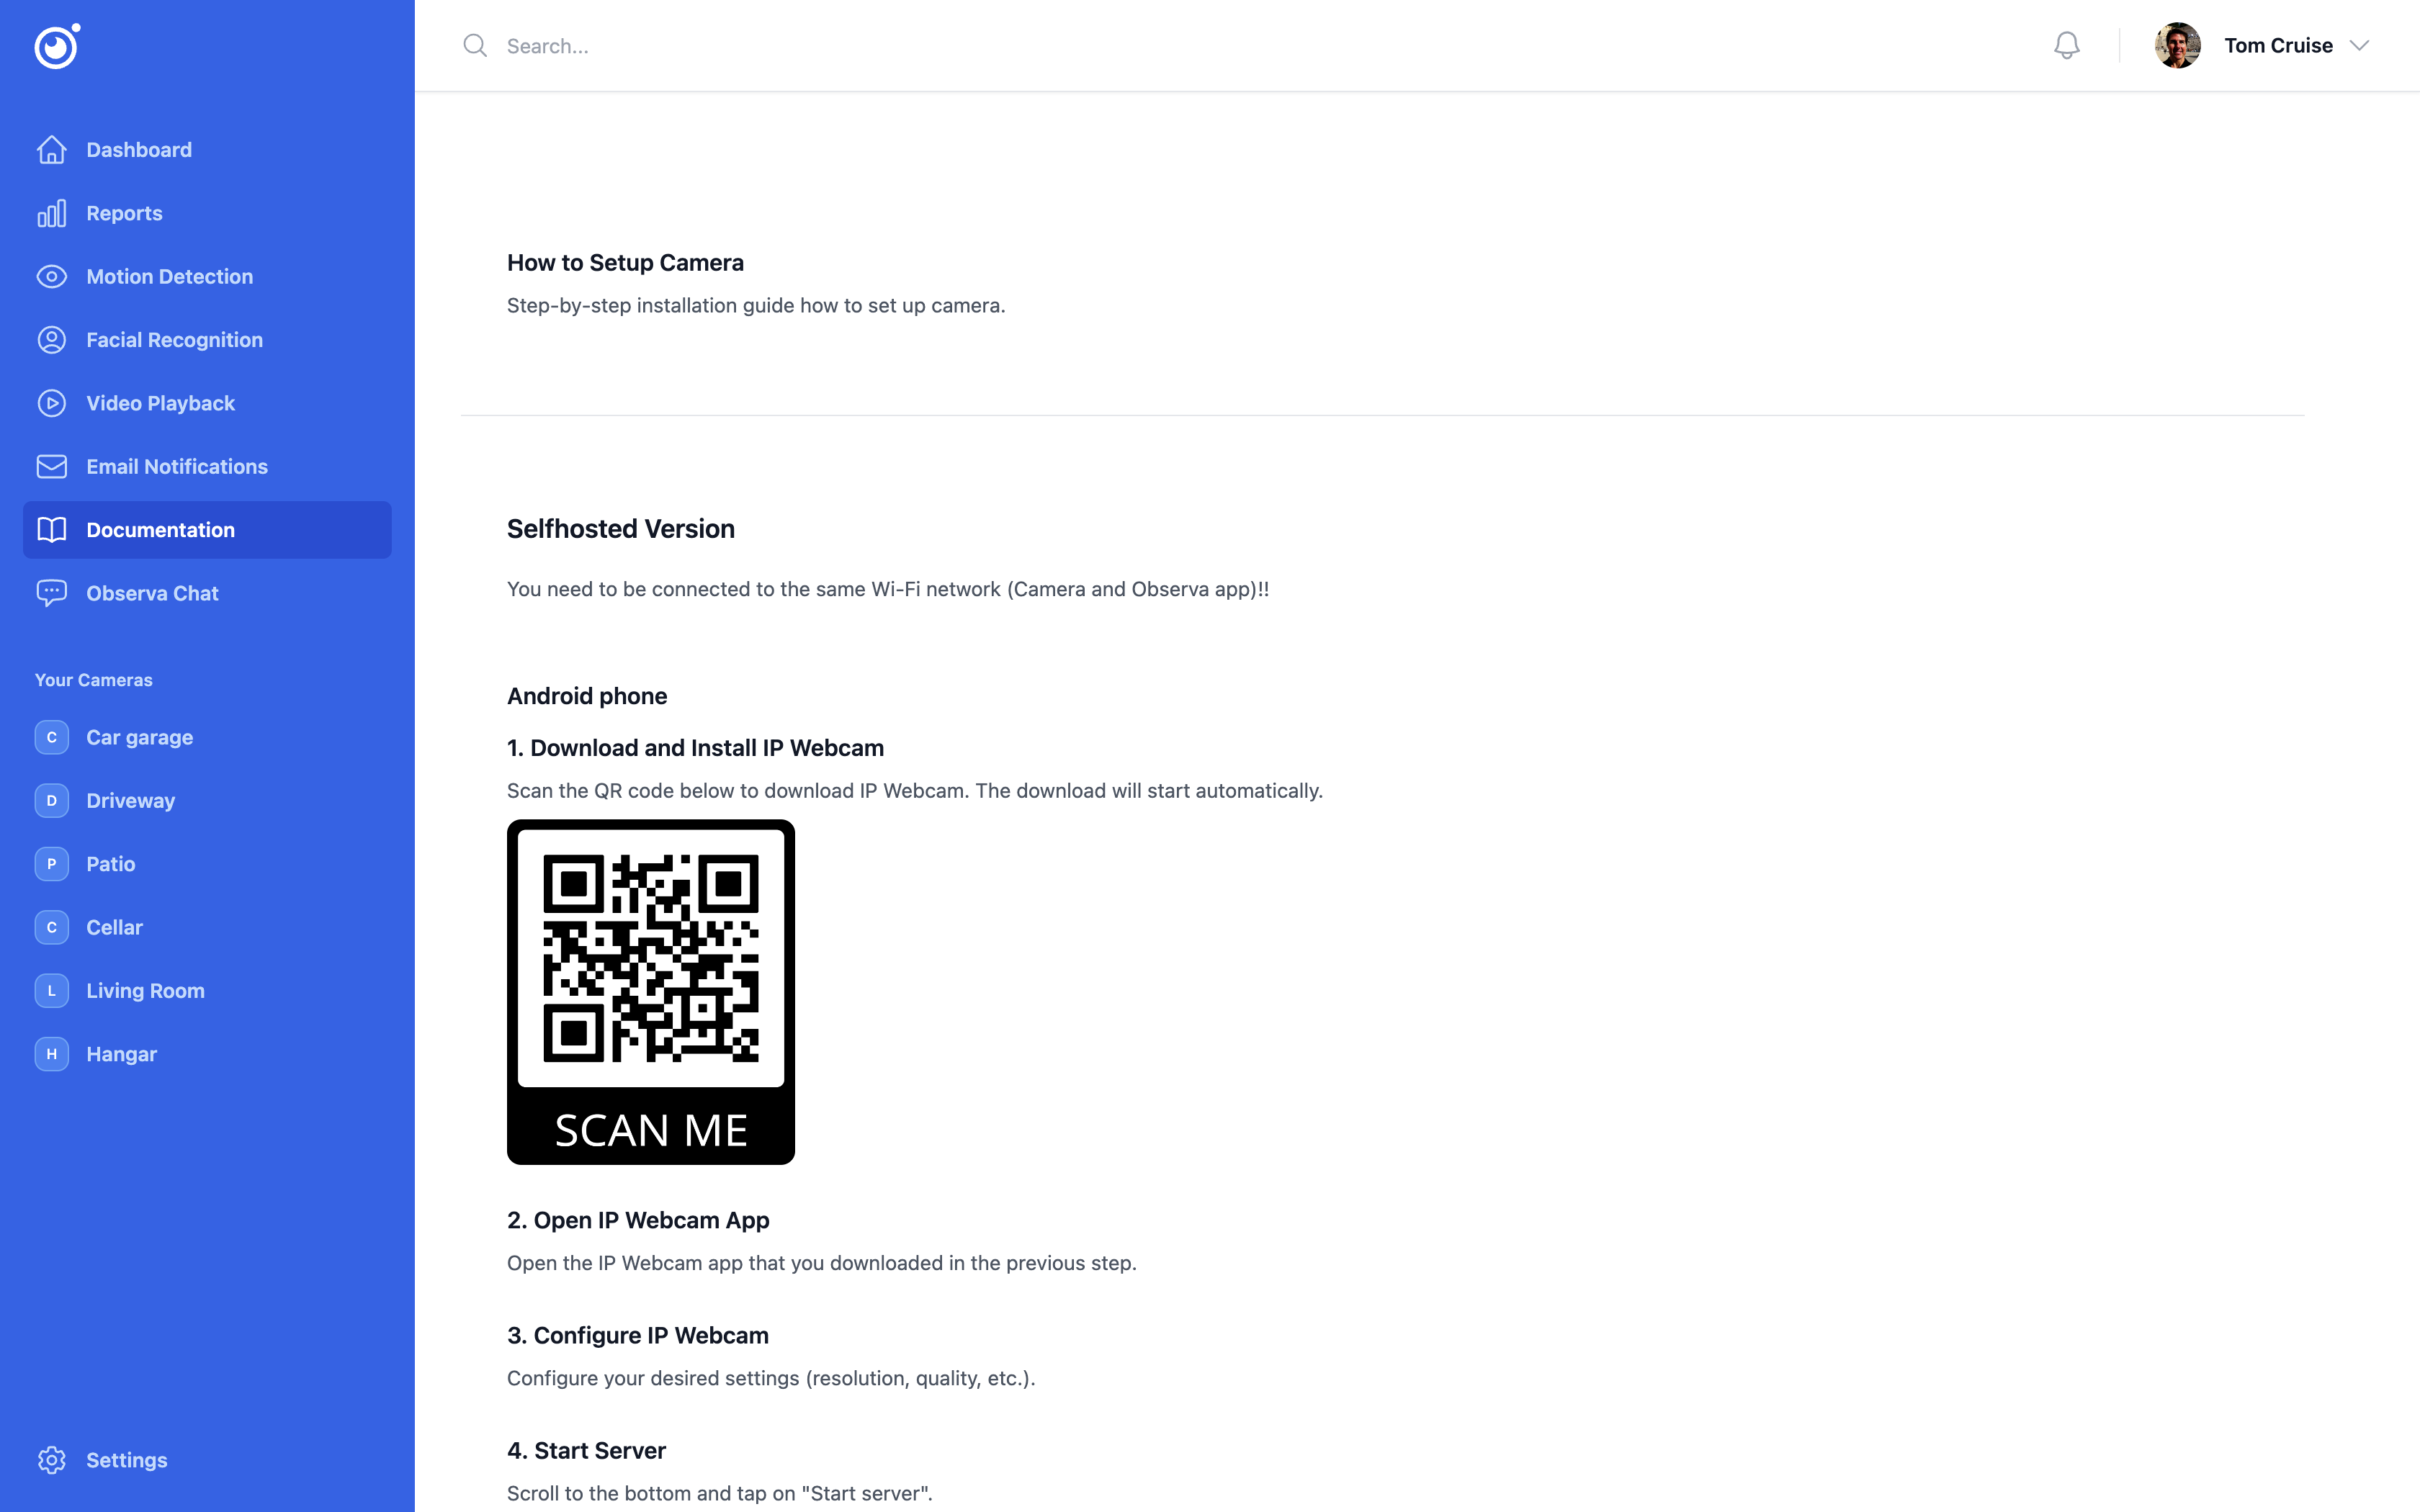 Search...
Tom Cruise
Dashboard
Reports
Motion Detection
Facial Recognition
Video Playback
Email Notifications
Documentation
Observa Chat
Your Cameras
C Car garage
D Driveway
P Patio
C Cellar
L Living Room
H Hangar
Settings
How to Setup Camera
Step-by-step installation guide how to set up camera.
Selfhosted Version
You need to be connected to the same Wi-Fi network (Camera and Observa app)!!
Android phone
1. Download and Install IP Webcam
Scan the QR code below to download IP Webcam. The download will start automatically.
SCAN ME
2. Open IP Webcam App
Open the IP Webcam app that you downloaded in the previous step.
3. Configure IP Webcam
Configure your desired settings (resolution, quality, etc.).
4. Start Server
Scroll to the bottom and tap on "Start server".